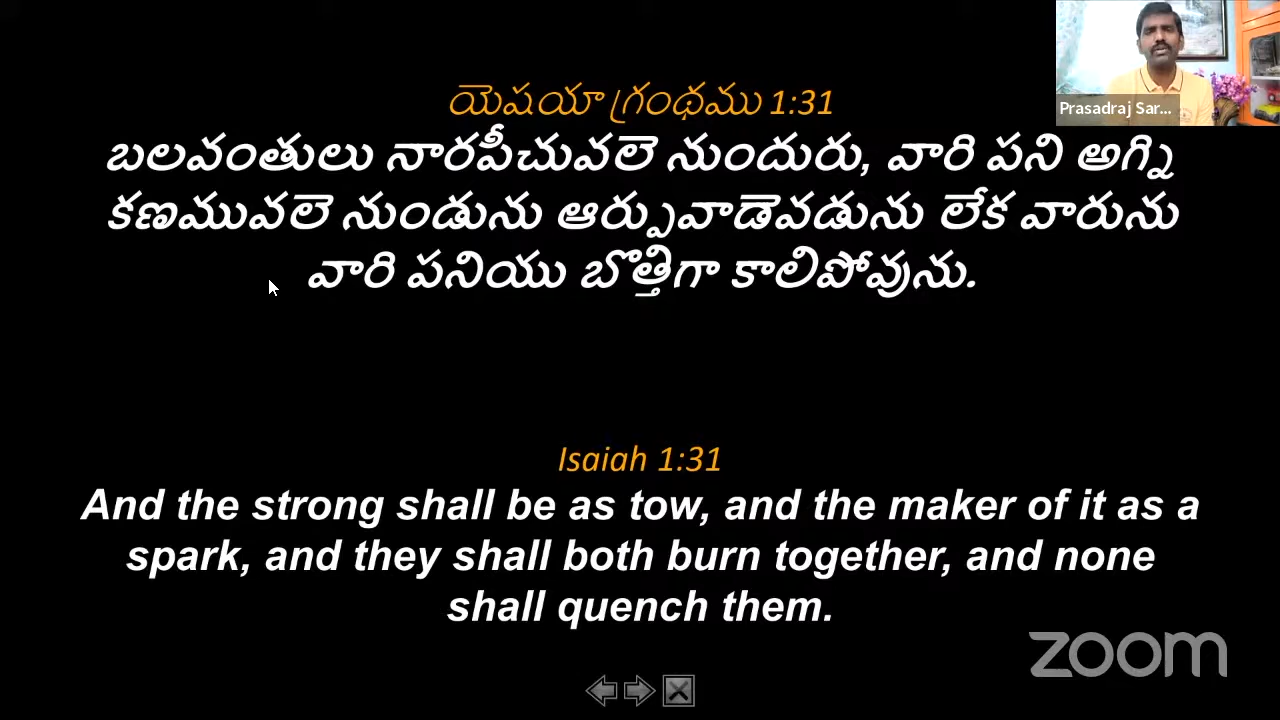 యెషయా గ్రంథము 1:31
బలవంతులు నారపీచువలె నుందురు, వారి పని అగ్ని
కణమువలె నుండును ఆర్పువాడెవడును లేక వారును
వారి పనియు బొత్తిగా కాలిపోవును.
Isaiah 1:31
And the strong shall be as tow, and the maker of it as a
spark, and they shall both burn together, and none
shall quench them.
Prasadraj Sar...
zoom